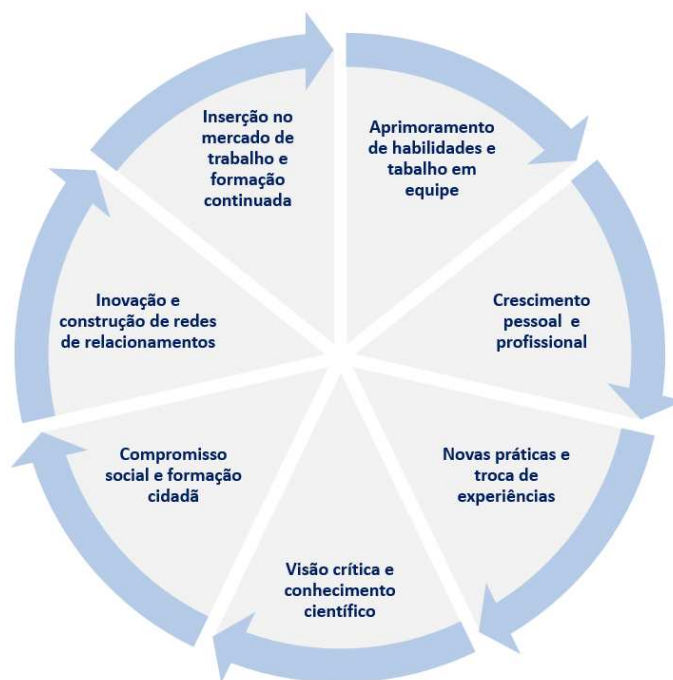 Aprimoramento
de habilidades e
tabalho em
equipe
Crescimento
pessoal e
profissional
Novas práticas e
troca de
experiências
Visão crítica e
conhecimento
científico
Compromisso
social e formação
cidadã
Inovação e
construção de redes
de relacionamentos
Inserção no
mercado de
trabalho e
formação
continuada